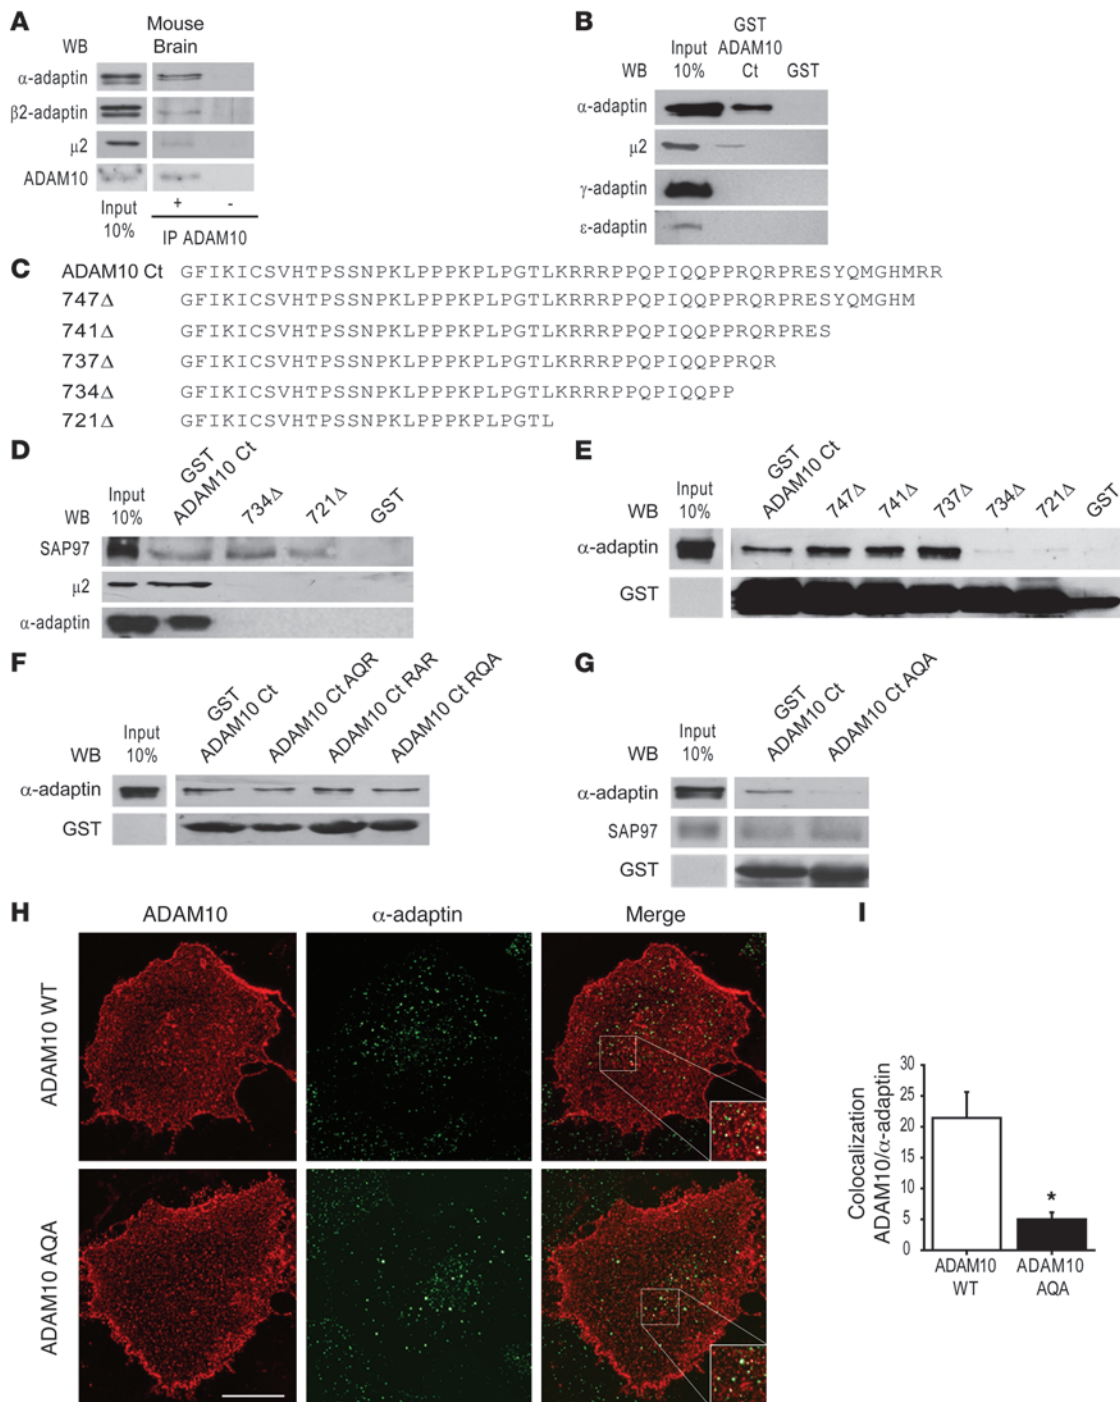 A
Mouse
WB Brain
α-adaptin
β2-adaptin
μ2
ADAM10
Input + -
10% IP ADAM10
B
GST
Input ADAM10
WB 10% Ct GST
α-adaptin
μ2
γ-adaptin
ε-adaptin
C
ADAM10 Ct GFIKICSVHTPSSNPKLPPPKPLPGTLKRRRPPQPIQQPPRQRPRESYQMGHMRR
747Δ GFIKICSVHTPSSNPKLPPPKPLPGTLKRRRPPQPIQQPPRQRPRESYQMGHM
741Δ GFIKICSVHTPSSNPKLPPPKPLPGTLKRRRPPQPIQQPPRQRPRES
737Δ GFIKICSVHTPSSNPKLPPPKPLPGTLKRRRPPQPIQQPPRQR
734Δ GFIKICSVHTPSSNPKLPPPKPLPGTLKRRRPPQPIQQPP
721Δ GFIKICSVHTPSSNPKLPPPKPLPGTL
D
WB Input 10% GST ADAM10 Ct 734Δ 721Δ GST
SAP97
μ2
α-adaptin
E
WB Input 10% GST ADAM10 Ct 747Δ 741Δ 737Δ 734Δ 721Δ GST
α-adaptin
GST
F
WB Input 10% GST ADAM10 Ct ADAM10 Ct AQR ADAM10 Ct RAR ADAM10 Ct RQA
α-adaptin
GST
G
WB Input 10% GST ADAM10 Ct ADAM10 Ct AQA
α-adaptin
SAP97
GST
H
ADAM10 α-adaptin Merge
ADAM10 WT
ADAM10 AQA
I
Colocalization
ADAM10/α-adaptin
30
25
20
15
10
5
0
*
ADAM10 WT
ADAM10 AQA